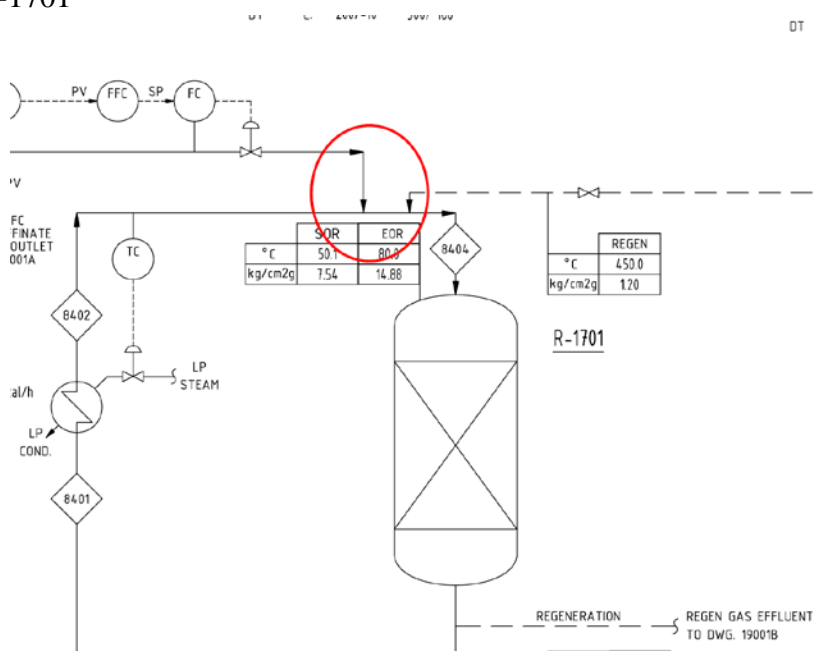 -1701
DT
PV
FFC
SP
FC
PV
FC
FFINATE
OUTLET
001A
TC
SOR EOR
°C 50.1 80.0
kg/cm2g 7.54 14.88
8404
REGEN
°C 450.0
kg/cm2g 1.20
R-1701
8402
LP
STEAM
al/h
LP
COND.
8401
REGENERATION
REGEN GAS EFFLUENT
TO DWG. 19001B